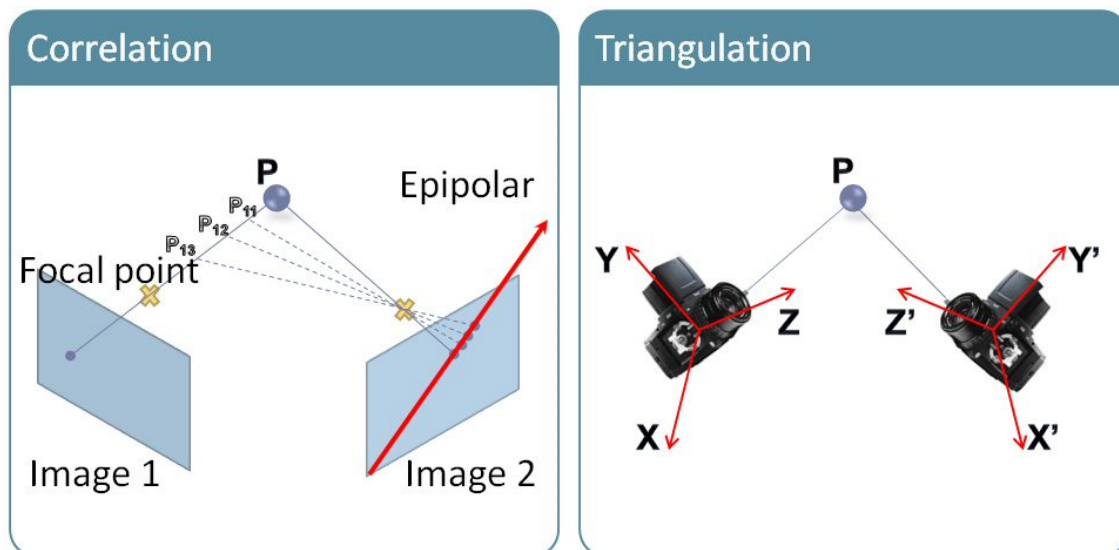 Correlation
P
Epipolar
P11
P12
P13
Focal point
Image 1
Image 2
Triangulation
P
Y
Z
X
Y’
Z’
X’